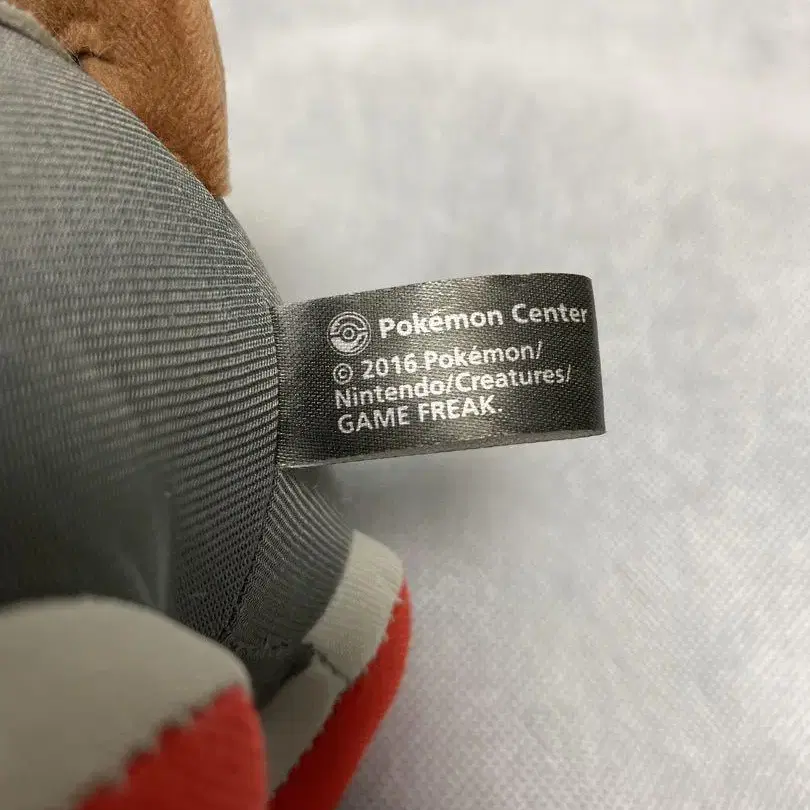 Pokémon Center
© 2016 Pokémon/
Nintendo/Creatures/
GAME FREAK.